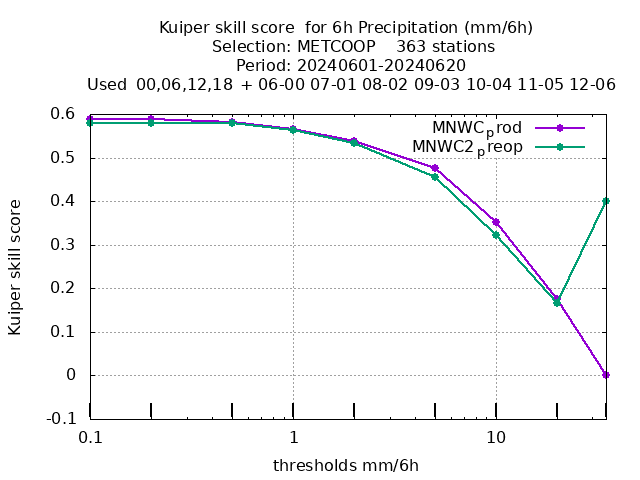 Kuiper skill score  for 6h Precipitation (mm/6h)
Selection: METCOOP    363 stations
Period: 20240601-20240620
Used  00,06,12,18  + 06-00 07-01 08-02 09-03 10-04 11-05 12-06
MNWCprod
MNWC2preop
Kuiper skill score
0.6
0.5
0.4
0.3
0.2
0.1
0
-0.1
0.1 1 10
thresholds mm/6h